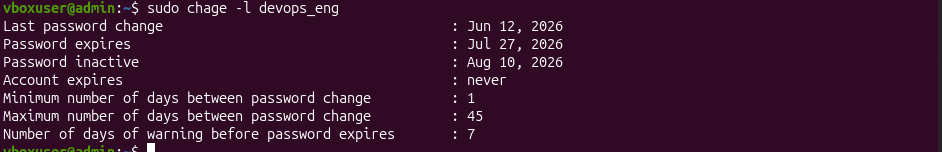 vboxuser@admin:~$ sudo chage -l devops_eng
Last password change : Jun 12, 2026
Password expires : Jul 27, 2026
Password inactive : Aug 10, 2026
Account expires : never
Minimum number of days between password change : 1
Maximum number of days between password change : 45
Number of days of warning before password expires : 7
vboxuser@admin:~$